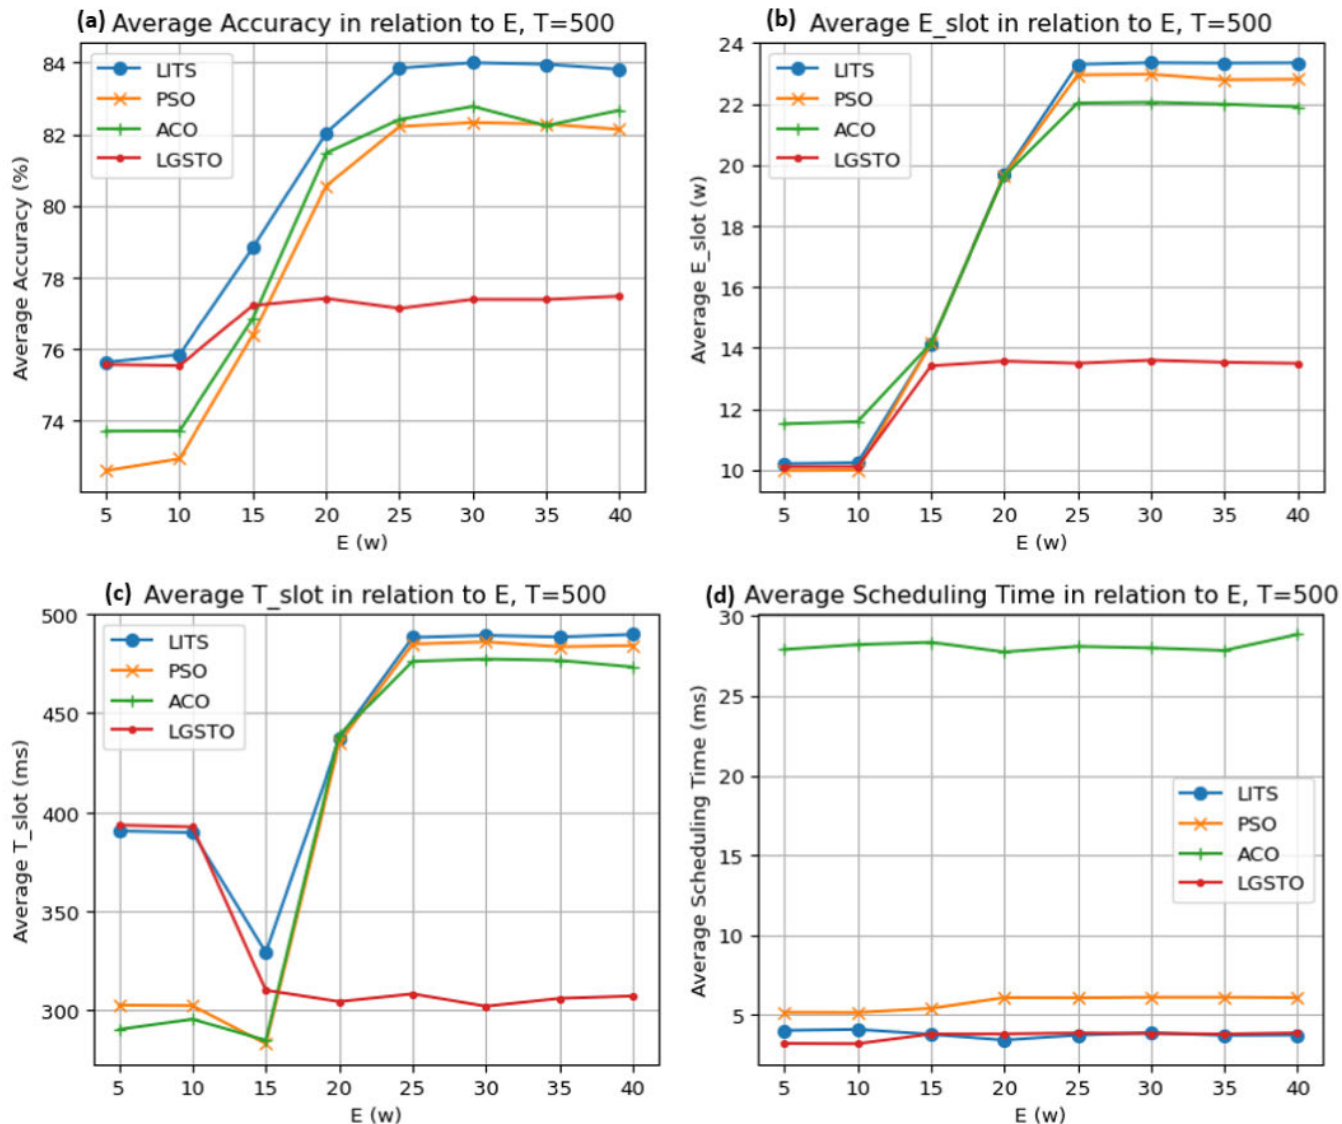 (a) Average Accuracy in relation to E, T=500
84
82
80
78
76
74
Average Accuracy (%)
LITS
PSO
ACO
LGSTO
5 10 15 20 25 30 35 40
E (w)
(b) Average E_slot in relation to E, T=500
24
22
20
18
16
14
12
10
Average E_slot (w)
LITS
PSO
ACO
LGSTO
5 10 15 20 25 30 35 40
E (w)
(c) Average T_slot in relation to E, T=500
500
450
400
350
300
Average T_slot (ms)
LITS
PSO
ACO
LGSTO
5 10 15 20 25 30 35 40
E (w)
(d) Average Scheduling Time in relation to E, T=500
30
25
20
15
10
5
Average Scheduling Time (ms)
LITS
PSO
ACO
LGSTO
5 10 15 20 25 30 35 40
E (w)